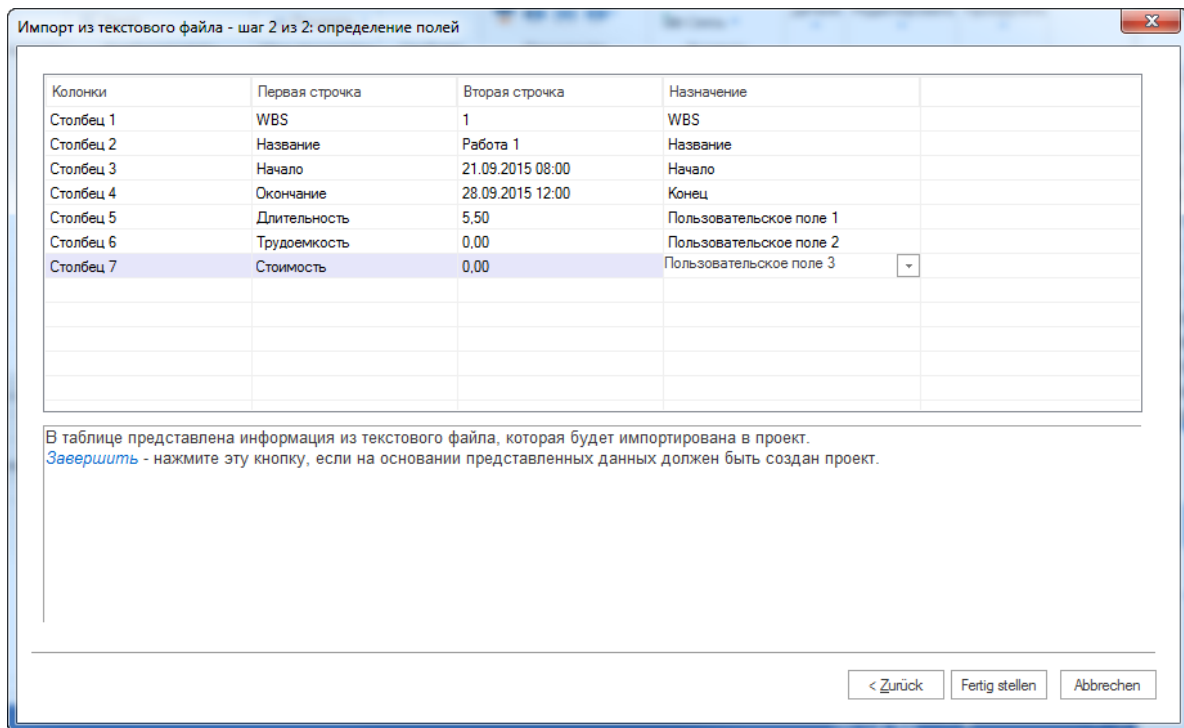 Импорт из текстового файла - шаг 2 из 2: определение полей
Колонки Первая строчка Вторая строчка Назначение
Столбец 1 WBS 1 WBS
Столбец 2 Название Работа 1 Название
Столбец 3 Начало 21.09.2015 08:00 Начало
Столбец 4 Окончание 28.09.2015 12:00 Конец
Столбец 5 Длительность 5,50 Пользовательское поле 1
Столбец 6 Трудоемкость 0,00 Пользовательское поле 2
Столбец 7 Стоимость 0,00 Пользовательское поле 3
В таблице представлена информация из текстового файла, которая будет импортирована в проект.
Завершить - нажмите эту кнопку, если на основании представленных данных должен быть создан проект.
< Zurück Fertig stellen Abbrechen